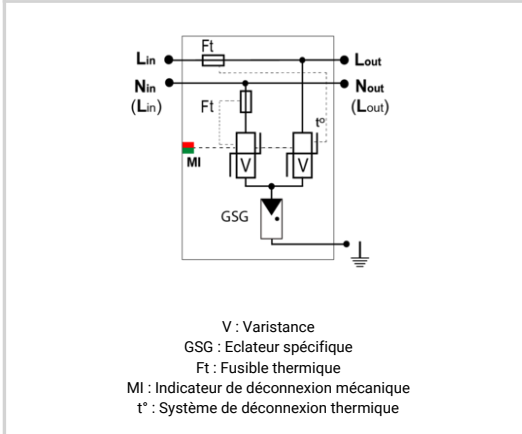 Ft
Lin Lout
Nin Nout
(Lin) Ft (Lout)
t°
MI V V
GSG
V : Varistance
GSG : Eclateur spécifique
Ft : Fusible thermique
MI : Indicateur de déconnexion mécanique
t° : Système de déconnexion thermique